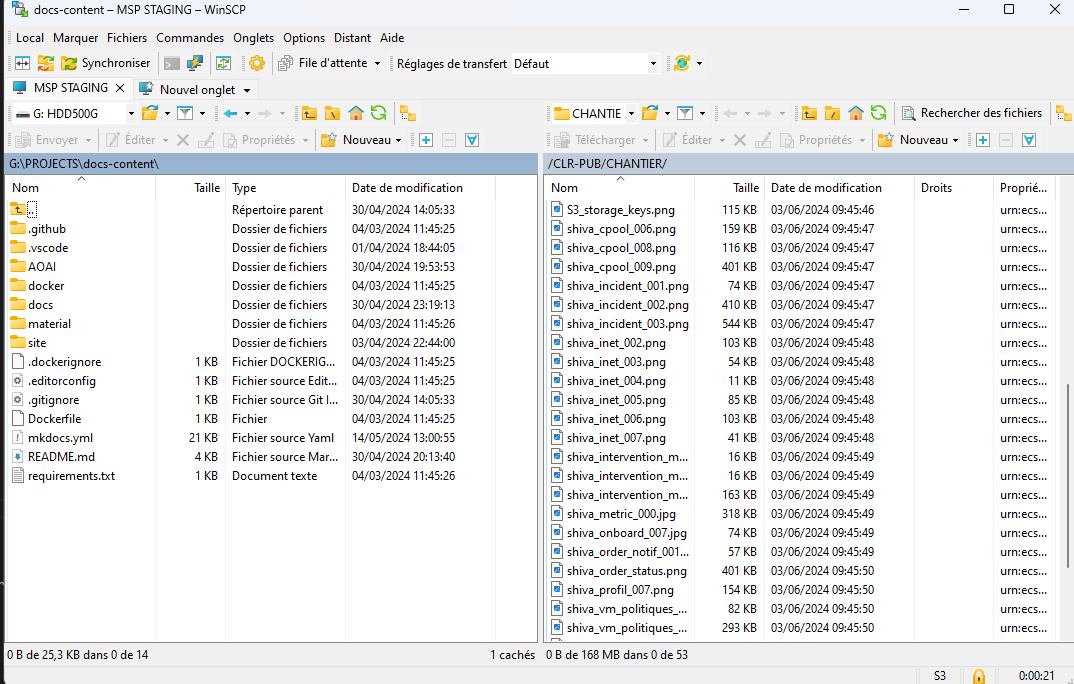 docs-content – MSP STAGING – WinSCP
Local Marquer Fichiers Commandes Onglets Options Distant Aide
Synchroniser File d'attente Réglages de transfert Défaut
MSP STAGING Nouvel onglet
G: HDD500G CHANTIE Rechercher des fichiers
Envoyer Éditer Propriétés Nouveau Télécharger Éditer Propriétés Nouveau
G:\PROJECTS\docs-content\
Nom Taille Type Date de modification
.. Répertoire parent 30/04/2024 14:05:33
.github Dossier de fichiers 04/03/2024 11:45:25
.vscode Dossier de fichiers 01/04/2024 18:44:05
AOAI Dossier de fichiers 30/04/2024 19:53:53
docker Dossier de fichiers 04/03/2024 11:45:25
docs Dossier de fichiers 30/04/2024 23:19:13
material Dossier de fichiers 04/03/2024 11:45:26
site Dossier de fichiers 03/04/2024 22:44:00
.dockerignore 1 KB Fichier DOCKERIG... 04/03/2024 11:45:25
.editorconfig 1 KB Fichier source Edit... 04/03/2024 11:45:25
.gitignore 1 KB Fichier source Git I... 30/04/2024 14:05:33
Dockerfile 1 KB Fichier 04/03/2024 11:45:25
mkdocs.yml 21 KB Fichier source Yaml 14/05/2024 13:00:55
README.md 4 KB Fichier source Mar... 30/04/2024 20:13:40
requirements.txt 1 KB Document texte 04/03/2024 11:45:26
0 B de 25,3 KB dans 0 de 14 1 cachés
/CLR-PUB/CHANTIER/
Nom Taille Date de modification Droits Proprié...
S3_storage_keys.png 115 KB 03/06/2024 09:45:46 urn:ecs...
shiva_cpool_006.png 159 KB 03/06/2024 09:45:47 urn:ecs...
shiva_cpool_008.png 116 KB 03/06/2024 09:45:47 urn:ecs...
shiva_cpool_009.png 401 KB 03/06/2024 09:45:47 urn:ecs...
shiva_incident_001.png 74 KB 03/06/2024 09:45:47 urn:ecs...
shiva_incident_002.png 410 KB 03/06/2024 09:45:47 urn:ecs...
shiva_incident_003.png 544 KB 03/06/2024 09:45:47 urn:ecs...
shiva_inet_002.png 103 KB 03/06/2024 09:45:48 urn:ecs...
shiva_inet_003.png 54 KB 03/06/2024 09:45:48 urn:ecs...
shiva_inet_004.png 11 KB 03/06/2024 09:45:48 urn:ecs...
shiva_inet_005.png 85 KB 03/06/2024 09:45:48 urn:ecs...
shiva_inet_006.png 103 KB 03/06/2024 09:45:48 urn:ecs...
shiva_inet_007.png 41 KB 03/06/2024 09:45:48 urn:ecs...
shiva_intervention_m... 16 KB 03/06/2024 09:45:49 urn:ecs...
shiva_intervention_m... 16 KB 03/06/2024 09:45:49 urn:ecs...
shiva_intervention_m... 163 KB 03/06/2024 09:45:49 urn:ecs...
shiva_metric_000.jpg 318 KB 03/06/2024 09:45:49 urn:ecs...
shiva_onboard_007.jpg 74 KB 03/06/2024 09:45:49 urn:ecs...
shiva_order_notif_001... 57 KB 03/06/2024 09:45:49 urn:ecs...
shiva_order_status.png 401 KB 03/06/2024 09:45:50 urn:ecs...
shiva_profil_007.png 154 KB 03/06/2024 09:45:50 urn:ecs...
shiva_vm_politiques_... 82 KB 03/06/2024 09:45:50 urn:ecs...
shiva_vm_politiques_... 293 KB 03/06/2024 09:45:50 urn:ecs...
0 B de 168 MB dans 0 de 53
S3 0:00:21